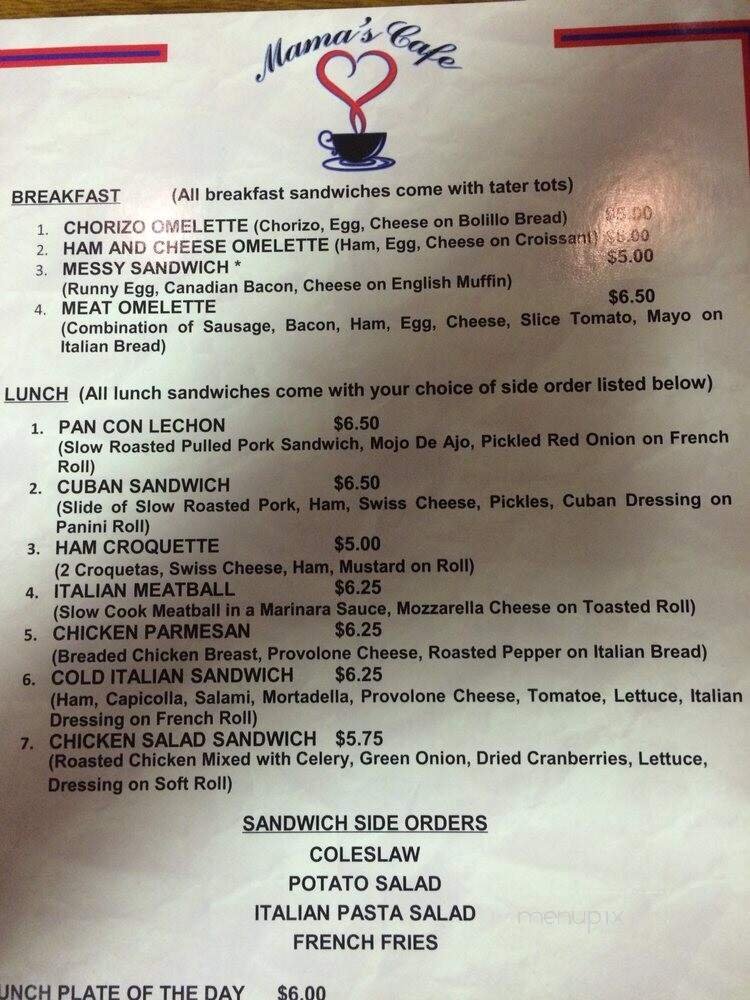 Mama's Cafe
BREAKFAST (All breakfast sandwiches come with tater tots)
1. CHORIZO OMELETTE (Chorizo, Egg, Cheese on Bolillo Bread) $5.00
2. HAM AND CHEESE OMELETTE (Ham, Egg, Cheese on Croissant) $5.00
3. MESSY SANDWICH * $5.00
(Runny Egg, Canadian Bacon, Cheese on English Muffin)
4. MEAT OMELETTE $6.50
(Combination of Sausage, Bacon, Ham, Egg, Cheese, Slice Tomato, Mayo on
Italian Bread)
LUNCH (All lunch sandwiches come with your choice of side order listed below)
1. PAN CON LECHON $6.50
(Slow Roasted Pulled Pork Sandwich, Mojo De Ajo, Pickled Red Onion on French
Roll)
2. CUBAN SANDWICH $6.50
(Slide of Slow Roasted Pork, Ham, Swiss Cheese, Pickles, Cuban Dressing on
Panini Roll)
3. HAM CROQUETTE $5.00
(2 Croquetas, Swiss Cheese, Ham, Mustard on Roll)
4. ITALIAN MEATBALL $6.25
(Slow Cook Meatball in a Marinara Sauce, Mozzarella Cheese on Toasted Roll)
5. CHICKEN PARMESAN $6.25
(Breaded Chicken Breast, Provolone Cheese, Roasted Pepper on Italian Bread)
6. COLD ITALIAN SANDWICH $6.25
(Ham, Capicolla, Salami, Mortadella, Provolone Cheese, Tomatoe, Lettuce, Italian
Dressing on French Roll)
7. CHICKEN SALAD SANDWICH $5.75
(Roasted Chicken Mixed with Celery, Green Onion, Dried Cranberries, Lettuce,
Dressing on Soft Roll)
SANDWICH SIDE ORDERS
COLESLAW
POTATO SALAD
ITALIAN PASTA SALAD
menupix
FRENCH FRIES
UNCH PLATE OF THE DAY $6.00